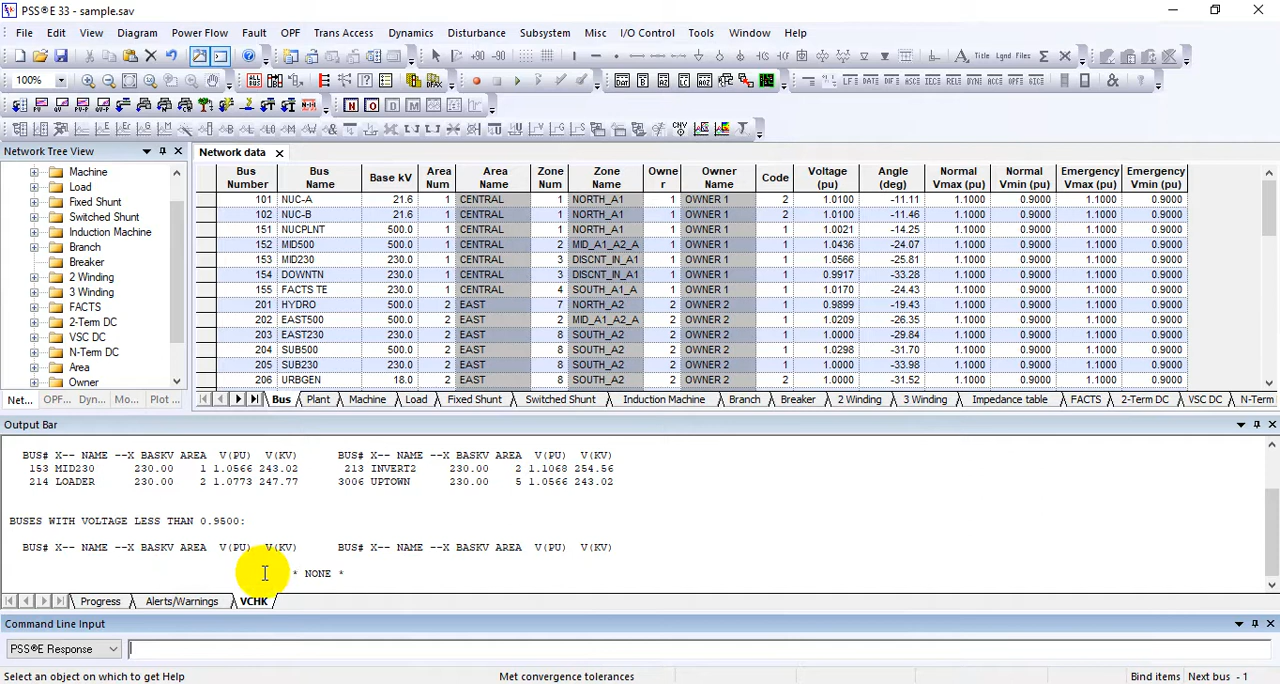 PSS®E 33 - sample.sav
File Edit View Diagram Power Flow Fault OPF Trans Access Dynamics Disturbance Subsystem Misc I/O Control Tools Window Help
100%
Network Tree View
Network data
Machine
Load
Fixed Shunt
Switched Shunt
Induction Machine
Branch
Breaker
2 Winding
3 Winding
FACTS
2-Term DC
VSC DC
N-Term DC
Area
Owner
Net... OPF... Dyn... Mo... Plot ...
Bus Number Bus Name Base kV Area Num Area Name Zone Num Zone Name Owner Owner Name Code Voltage (pu) Angle (deg) Normal Vmax (pu) Normal Vmin (pu) Emergency Vmax (pu) Emergency Vmin (pu)
101 NUC-A 21.6 1 CENTRAL 1 NORTH_A1 1 OWNER 1 2 1.0100 -11.11 1.1000 0.9000 1.1000 0.9000
102 NUC-B 21.6 1 CENTRAL 1 NORTH_A1 1 OWNER 1 2 1.0100 -11.46 1.1000 0.9000 1.1000 0.9000
151 NUCPLNT 500.0 1 CENTRAL 1 NORTH_A1 1 OWNER 1 1 1.0021 -14.25 1.1000 0.9000 1.1000 0.9000
152 MID500 500.0 1 CENTRAL 2 MID_A1_A2_A 1 OWNER 1 1 1.0436 -24.07 1.1000 0.9000 1.1000 0.9000
153 MID230 230.0 1 CENTRAL 3 DISCNT_IN_A1 1 OWNER 1 1 1.0566 -25.81 1.1000 0.9000 1.1000 0.9000
154 DOWNTN 230.0 1 CENTRAL 3 DISCNT_IN_A1 1 OWNER 1 1 0.9917 -33.28 1.1000 0.9000 1.1000 0.9000
155 FACTS TE 230.0 1 CENTRAL 4 SOUTH_A1_A 1 OWNER 1 1 1.0170 -24.43 1.1000 0.9000 1.1000 0.9000
201 HYDRO 500.0 2 EAST 7 NORTH_A2 2 OWNER 2 1 0.9899 -19.43 1.1000 0.9000 1.1000 0.9000
202 EAST500 500.0 2 EAST 2 MID_A1_A2_A 2 OWNER 2 1 1.0209 -26.35 1.1000 0.9000 1.1000 0.9000
203 EAST230 230.0 2 EAST 8 SOUTH_A2 2 OWNER 2 1 1.0000 -29.84 1.1000 0.9000 1.1000 0.9000
204 SUB500 500.0 2 EAST 8 SOUTH_A2 2 OWNER 2 1 1.0298 -31.70 1.1000 0.9000 1.1000 0.9000
205 SUB230 230.0 2 EAST 8 SOUTH_A2 2 OWNER 2 1 1.0000 -33.98 1.1000 0.9000 1.1000 0.9000
206 URBGEN 18.0 2 EAST 8 SOUTH_A2 2 OWNER 2 2 1.0000 -31.52 1.1000 0.9000 1.1000 0.9000
Bus Plant Machine Load Fixed Shunt Switched Shunt Induction Machine Branch Breaker 2 Winding 3 Winding Impedance table FACTS 2-Term DC VSC DC N-Term
Output Bar
BUS# X-- NAME --X BASKV AREA V(PU) V(KV) BUS# X-- NAME --X BASKV AREA V(PU) V(KV)
153 MID230 230.00 1 1.0566 243.02 213 INVERT2 230.00 2 1.1068 254.56
214 LOADER 230.00 2 1.0773 247.77 3006 UPTOWN 230.00 5 1.0566 243.02
BUSES WITH VOLTAGE LESS THAN 0.9500:
BUS# X-- NAME --X BASKV AREA V(PU) V(KV) BUS# X-- NAME --X BASKV AREA V(PU) V(KV)
* NONE *
Progress Alerts/Warnings VCHK
Command Line Input
PSS®E Response
Select an object on which to get Help Met convergence tolerances Bind items Next bus - 1